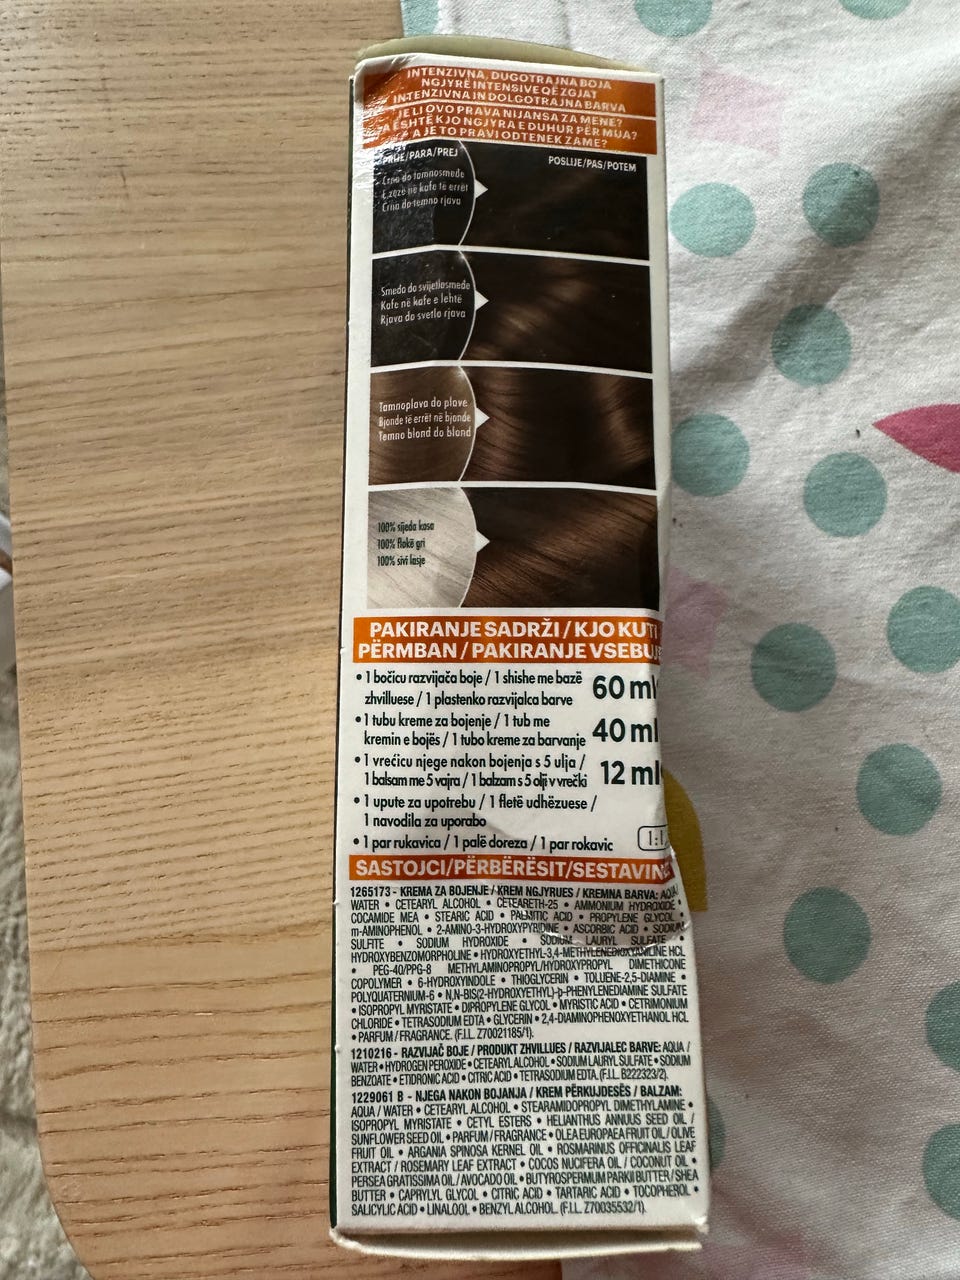 INTENZIVNA, DUGOTRAJNA BOJA
NGJYRË INTENSIVE QË ZGJAT
INTENZIVNA IN DOLGOTRAJNA BARVA
JE LI OVO PRAVA NIJANSA ZA MENE?
A ËSHTË KJO NGJYRA E DUHUR PËR MUA?
A JE TO PRAVI ODTENEK ZAME?
PRIJE/PARA/PREJ
POSLIJE/PAS/POTEM
Crna do tamnosmeđe
E zezë në kafe të errët
Črna do temno rjava
Smeđa do svijetlosmeđe
Kafe në kafe e lehtë
Rjava do svetlo rjava
Tamnoplava do plave
Bjonde të errët në bjonde
Temno blond do blond
100% sijeda kosa
100% flokë gri
100% sivi lasje
PAKIRANJE SADRŽI / KJO KUTI
PËRMBAN / PAKIRANJE VSEBUJE
• 1 bočicu razvijača boje / 1 shishe me bazë
zhvilluese / 1 plastenko razvijalca barve
60 ml
• 1 tubu kreme za bojenje / 1 tub me
kremin e bojës / 1 tubo kreme za barvanje
40 ml
• 1 vrećicu njege nakon bojenja s 5 ulja /
1 balsam me 5 vajra / 1 balzam s 5 olji v vrečki
12 ml
• 1 upute za upotrebu / 1 fletë udhëzuese /
1 navodila za uporabo
• 1 par rukavica / 1 palë doreza / 1 par rokavic
1:1
SASTOJCI/PËRBËRËSIT/SESTAVINE
1265173 - KREMA ZA BOJENJE / KREM NGJYRUES / KREMNA BARVA: AQUA /
WATER • CETEARYL ALCOHOL • CETEARETH-25 • AMMONIUM HYDROXIDE •
COCAMIDE MEA • STEARIC ACID • PALMITIC ACID • PROPYLENE GLYCOL •
m-AMINOPHENOL • 2-AMINO-3-HYDROXYPYRIDINE • ASCORBIC ACID • SODIUM
SULFITE • SODIUM HYDROXIDE • SODIUM LAURYL SULFATE •
HYDROXYBENZOMORPHOLINE • HYDROXYETHYL-3,4-METHYLENEDIOXYANILINE HCL
• PEG-40/PPG-8 METHYLAMINOPROPYL/HYDROXYPROPYL DIMETHICONE
COPOLYMER • 6-HYDROXYINDOLE • THIOGLYCERIN • TOLUENE-2,5-DIAMINE •
POLYQUATERNIUM-6 • N,N-BIS(2-HYDROXYETHYL)-p-PHENYLENEDIAMINE SULFATE
• ISOPROPYL MYRISTATE • DIPROPYLENE GLYCOL • MYRISTIC ACID • CETRIMONIUM
CHLORIDE • TETRASODIUM EDTA • GLYCERIN • 2,4-DIAMINOPHENOXYETHANOL HCL
• PARFUM / FRAGRANCE. (F.I.L. Z70021185/1).
1210216 - RAZVIJAČ BOJE / PRODUKT ZHVILLUES / RAZVIJALEC BARVE: AQUA /
WATER • HYDROGEN PEROXIDE • CETEARYL ALCOHOL • SODIUM LAURYL SULFATE • SODIUM
BENZOATE • ETIDRONIC ACID • CITRIC ACID • TETRASODIUM EDTA. (F.I.L. B222323/2).
1229061 B - NJEGA NAKON BOJANJA / KREM PËRKUJDESËS / BALZAM:
AQUA / WATER • CETEARYL ALCOHOL • STEARAMIDOPROPYL DIMETHYLAMINE •
ISOPROPYL MYRISTATE • CETYL ESTERS • HELIANTHUS ANNUUS SEED OIL /
SUNFLOWER SEED OIL • PARFUM / FRAGRANCE • OLEA EUROPAEA FRUIT OIL / OLIVE
FRUIT OIL • ARGANIA SPINOSA KERNEL OIL • ROSMARINUS OFFICINALIS LEAF
EXTRACT / ROSEMARY LEAF EXTRACT • COCOS NUCIFERA OIL / COCONUT OIL •
PERSEA GRATISSIMA OIL / AVOCADO OIL • BUTYROSPERMUM PARKII BUTTER / SHEA
BUTTER • CAPRYLYL GLYCOL • CITRIC ACID • TARTARIC ACID • TOCOPHEROL •
SALICYLIC ACID • LINALOOL • BENZYL ALCOHOL. (F.I.L. Z70035532/1).